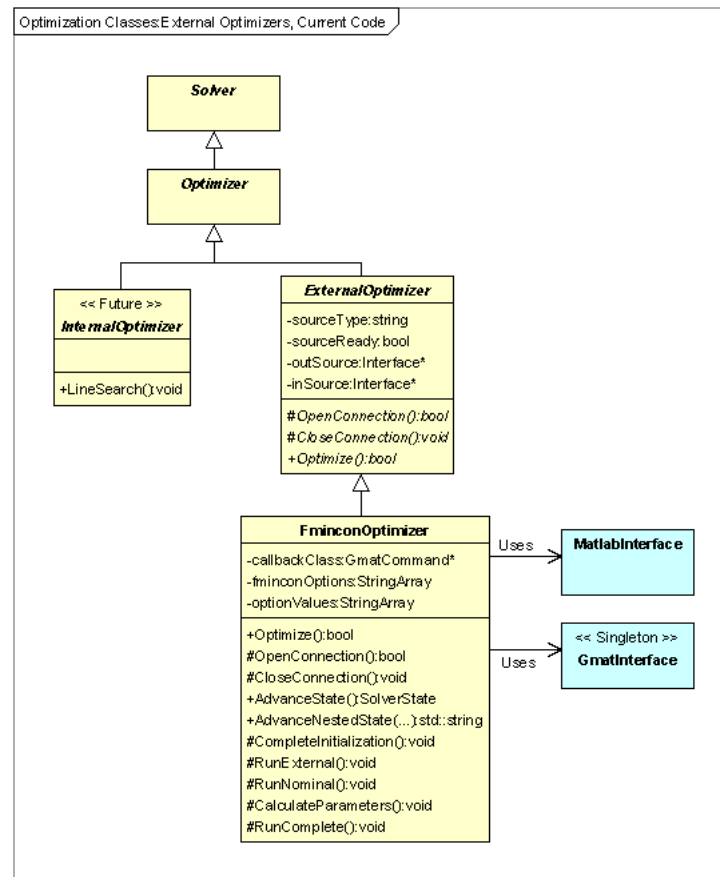 Optimization Classes:External Optimizers, Current Code
Solver
Optimizer
<< Future >>
InternalOptimizer
+LineSearch():void
ExternalOptimizer
-sourceType:string
-sourceReady:bool
-outSource:Interface*
-inSource:Interface*
#OpenConnection():bool
#CloseConnection():void
+Optimize():bool
FminconOptimizer
-callbackClass:GmatCommand*
-fminconOptions:StringArray
-optionValues:StringArray
+Optimize():bool
#OpenConnection():bool
#CloseConnection():void
+AdvanceState():SolverState
+AdvanceNestedState(...):std::string
#CompleteInitialization():void
#RunExternal():void
#RunNominal():void
#CalculateParameters():void
#RunComplete():void
Uses
MatlabInterface
Uses
<< Singleton >>
GmatInterface